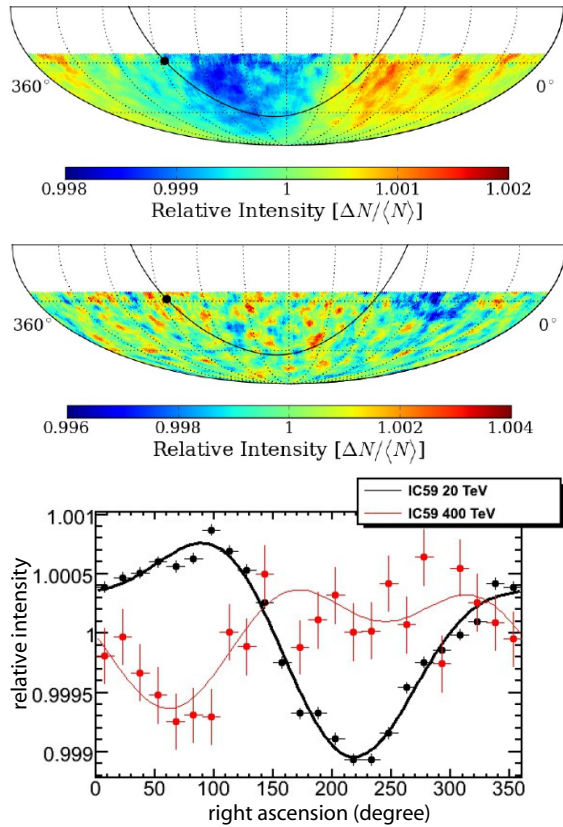 360° 0°
0.998 0.999 1 1.001 1.002
Relative Intensity [ΔN/⟨N⟩]
360° 0°
0.996 0.998 1 1.002 1.004
Relative Intensity [ΔN/⟨N⟩]
IC59 20 TeV
IC59 400 TeV
1.001
1.0005
1
0.9995
0.999
relative intensity
0 50 100 150 200 250 300 350
right ascension (degree)